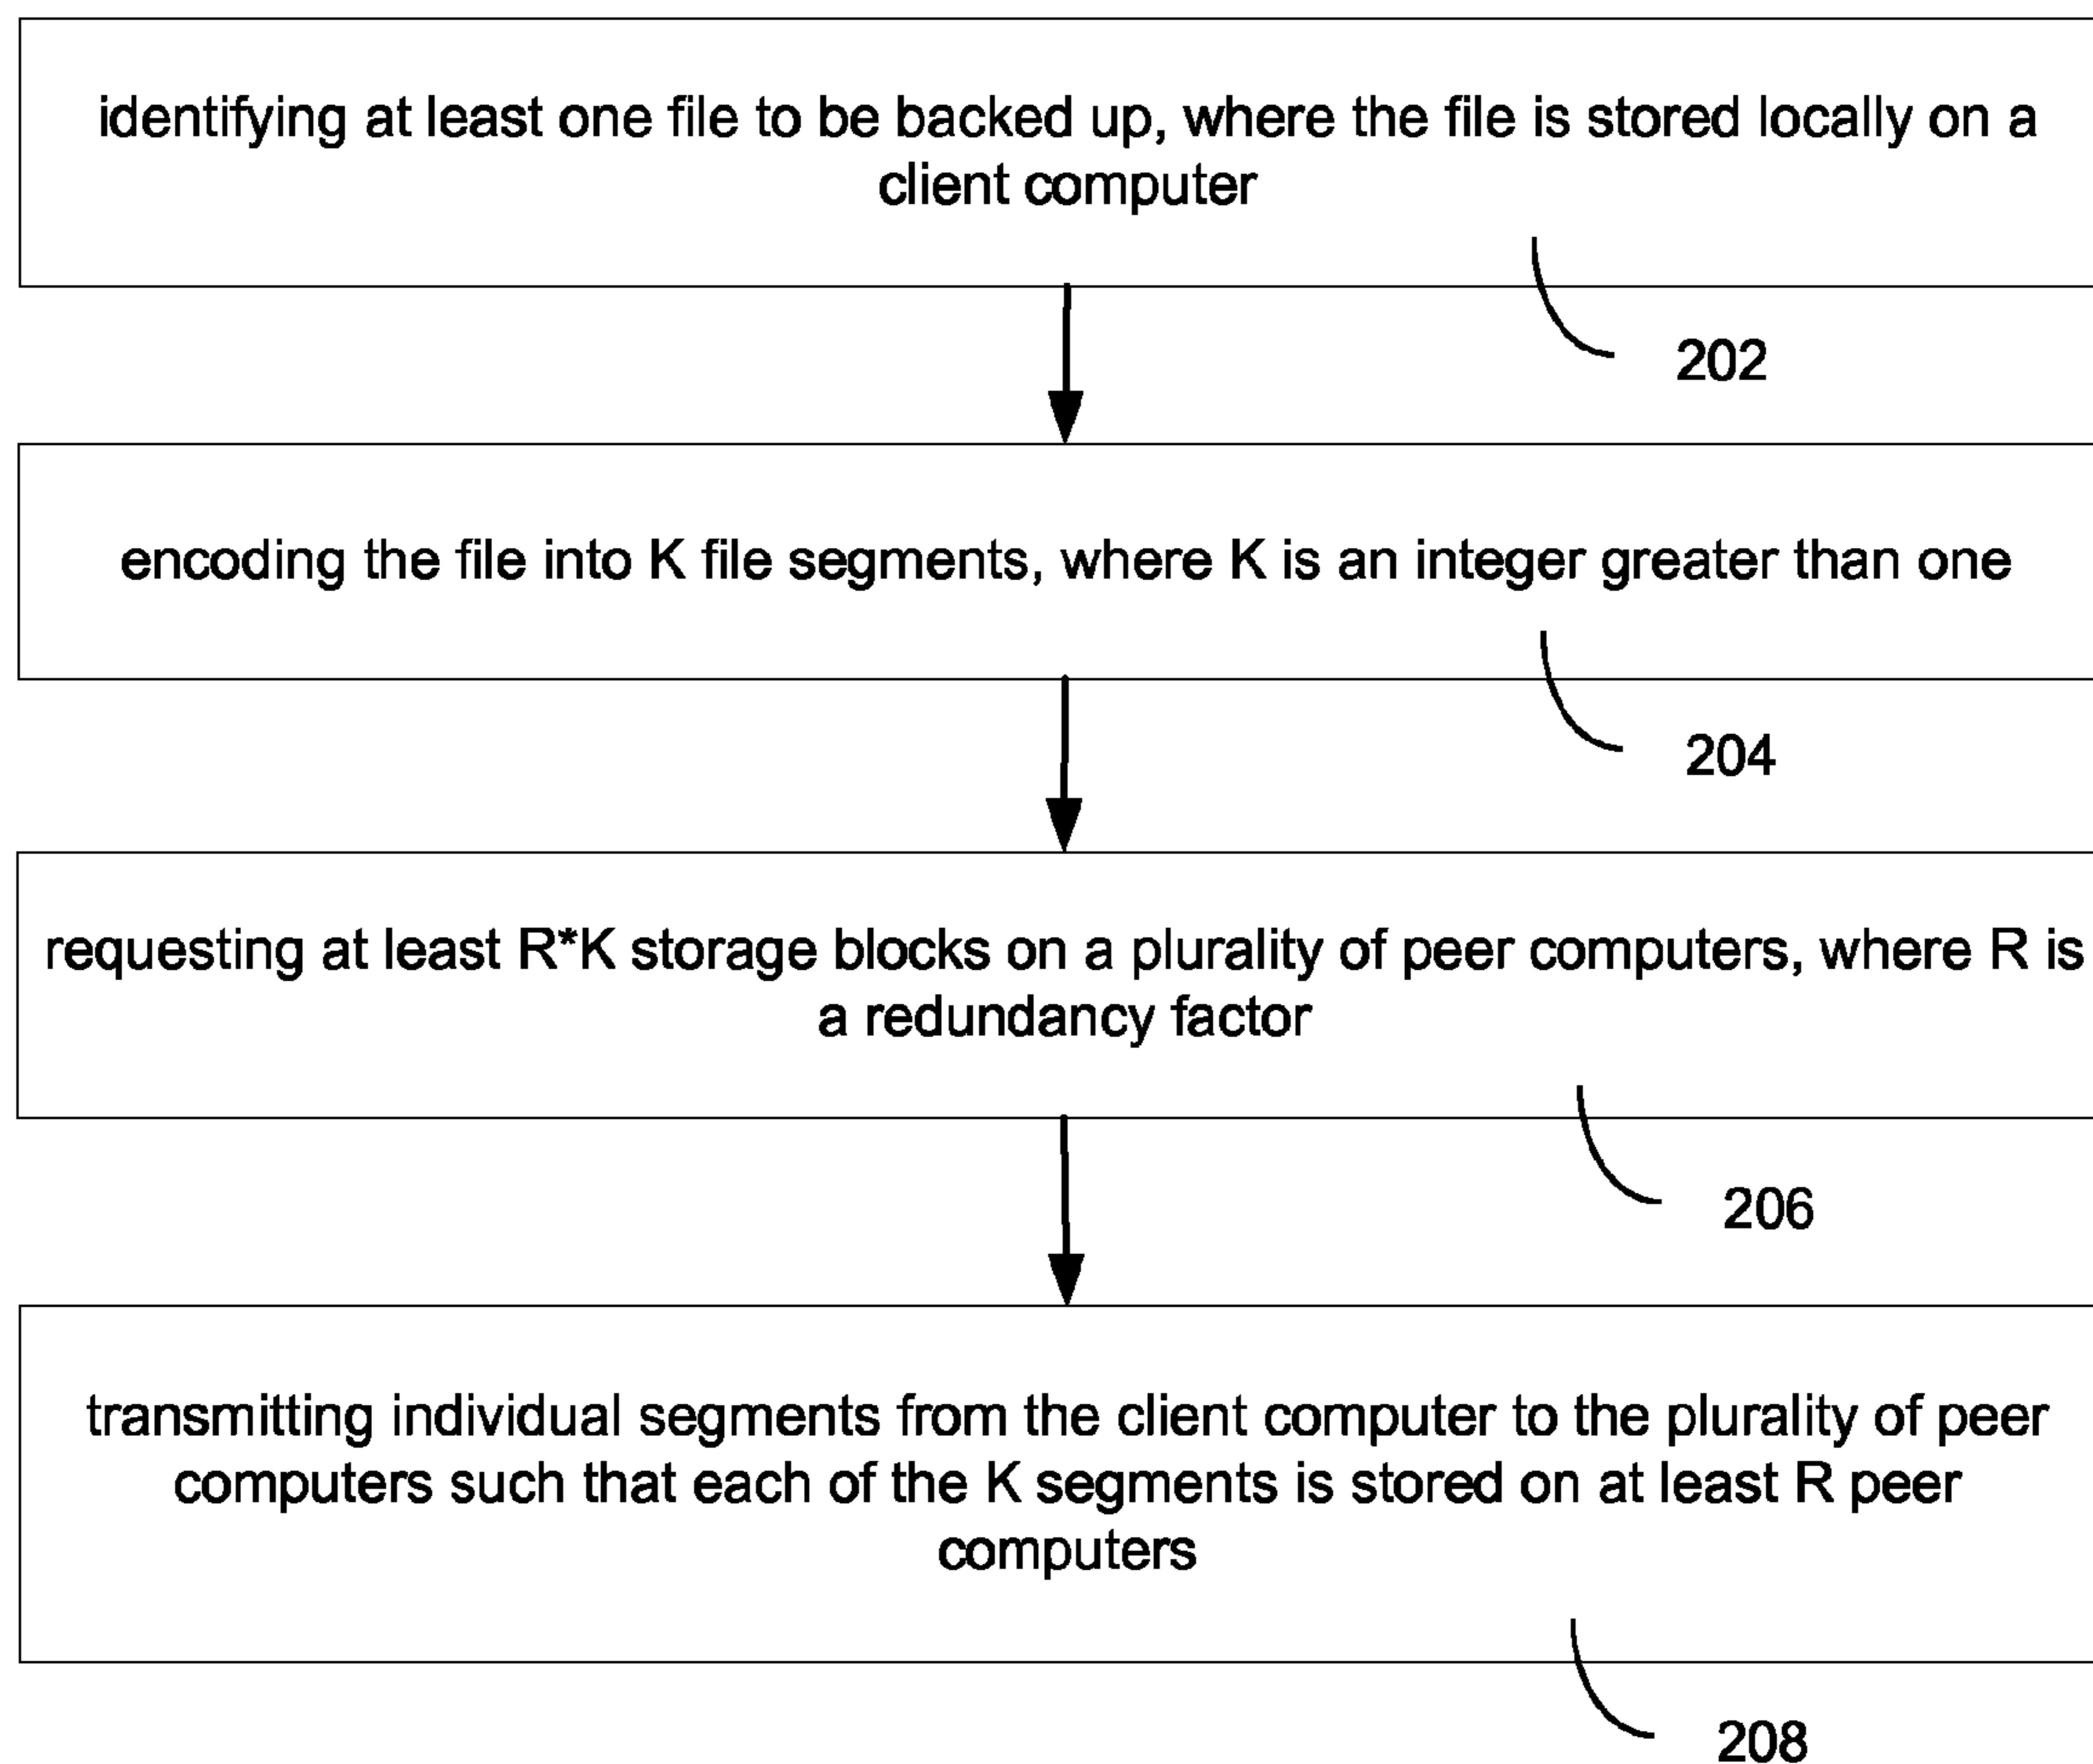 identifying at least one file to be backed up, where the file is stored locally on a
client computer
202
encoding the file into K file segments, where K is an integer greater than one
204
requesting at least R*K storage blocks on a plurality of peer computers, where R is
a redundancy factor
206
transmitting individual segments from the client computer to the plurality of peer
computers such that each of the K segments is stored on at least R peer
computers
208